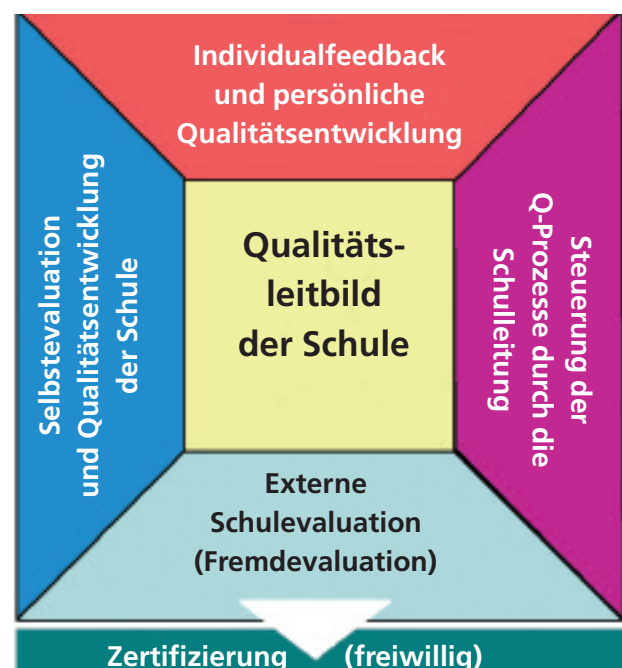 Individualfeedback
und persönliche
Qualitätsentwicklung
Selbstevaluation
und Qualitätsentwicklung
der Schule
Qualitäts-
leitbild
der Schule
Steuerung der
Q-Prozesse durch die
Schulleitung
Externe
Schulevaluation
(Fremdevaluation)
Zertifizierung (freiwillig)